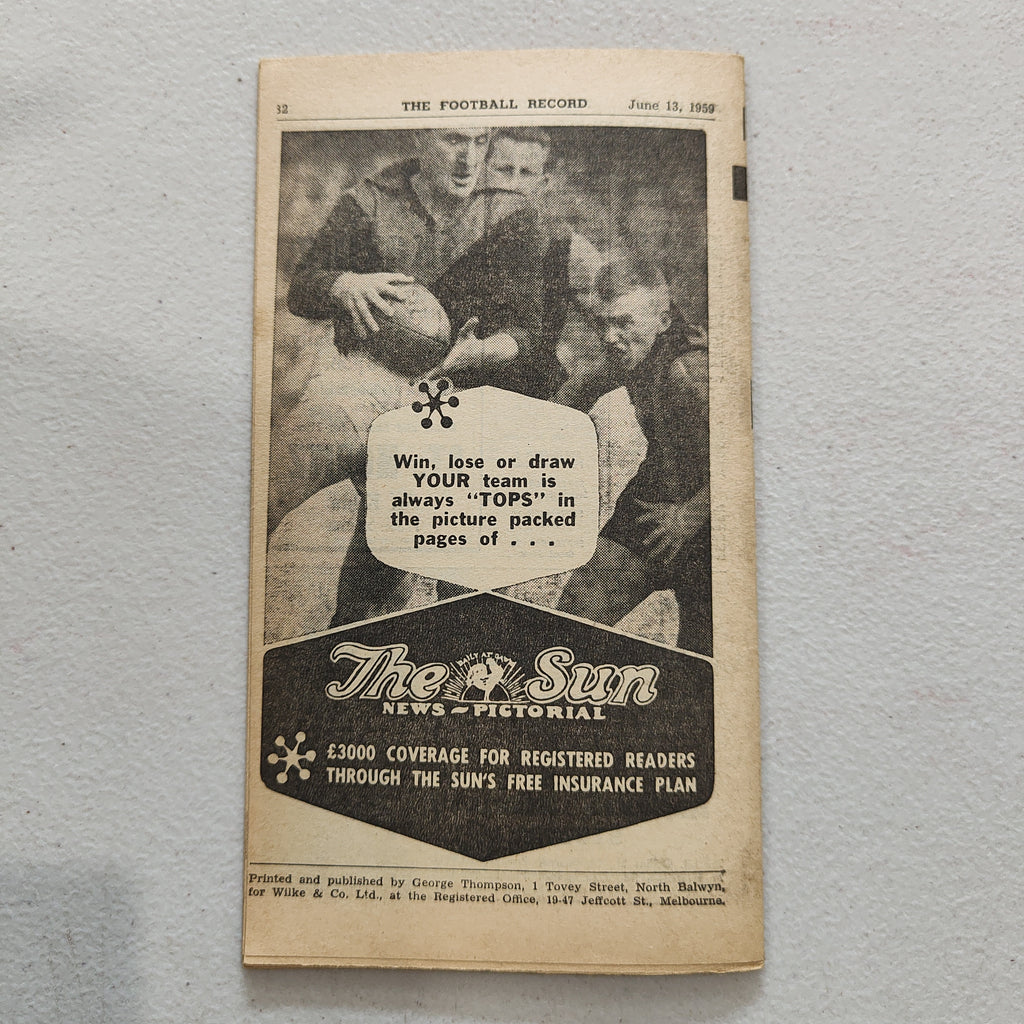 32 THE FOOTBALL RECORD June 13, 1959
Win, lose or draw
YOUR team is
always “TOPS” in
the picture packed
pages of . . .
The Sun
DAILY AT DAWN
NEWS-PICTORIAL
£3000 COVERAGE FOR REGISTERED READERS
THROUGH THE SUN'S FREE INSURANCE PLAN
Printed and published by George Thompson, 1 Tovey Street, North Balwyn,
for Wilke & Co. Ltd., at the Registered Office, 19-47 Jeffcott St., Melbourne.